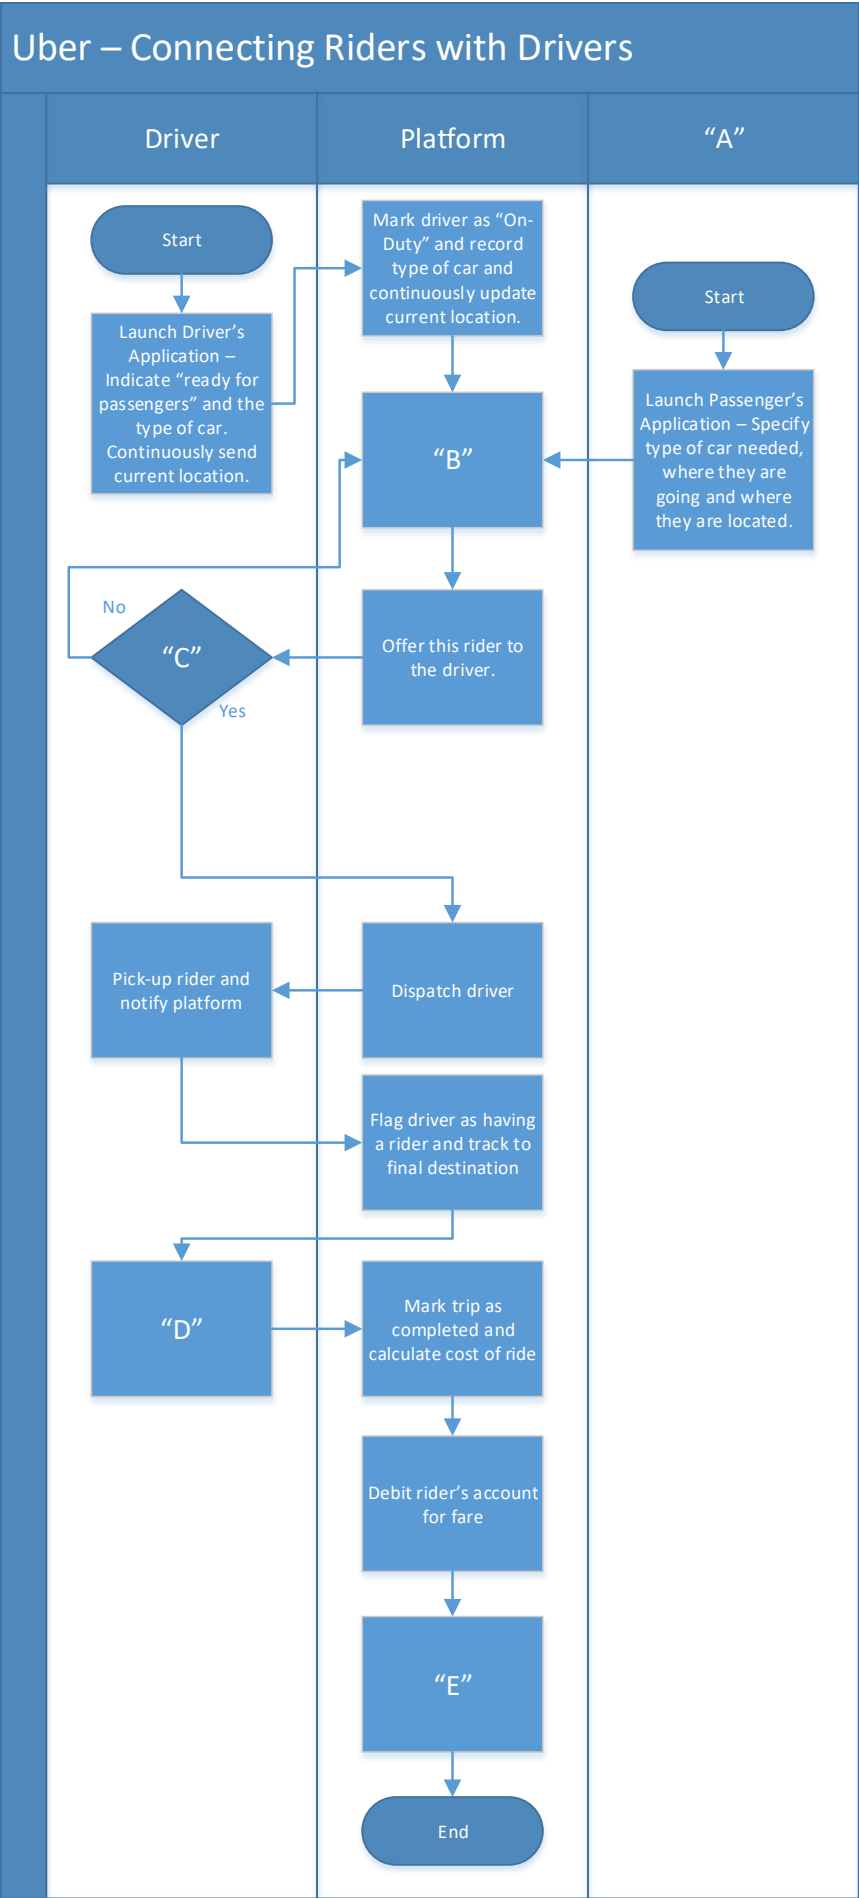 Uber – Connecting Riders with Drivers
Driver
Platform
“A”
Start
Launch Driver’s
Application –
Indicate “ready for
passengers” and the
type of car.
Continuously send
current location.
Mark driver as “On-
Duty” and record
type of car and
continuously update
current location.
Start
Launch Passenger’s
Application – Specify
type of car needed,
where they are
going and where
they are located.
“B”
No
“C”
Yes
Offer this rider to
the driver.
Dispatch driver
Pick-up rider and
notify platform
Flag driver as having
a rider and track to
final destination
“D”
Mark trip as
completed and
calculate cost of ride
Debit rider’s account
for fare
“E”
End